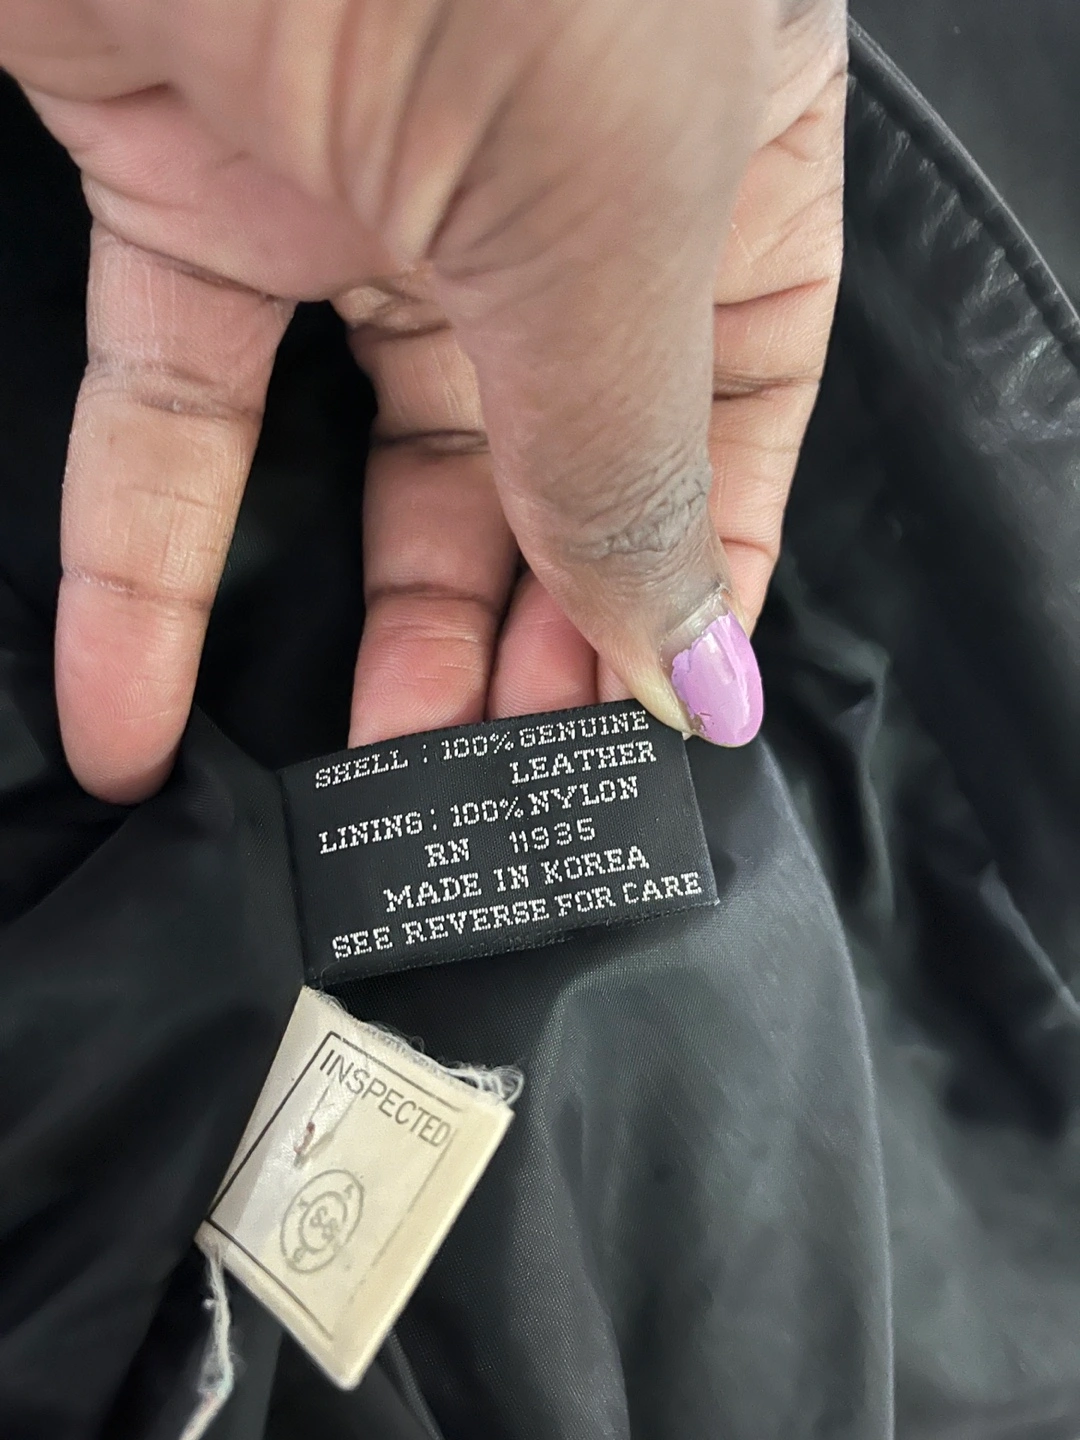 SHELL : 100% GENUINE
LEATHER
LINING : 100% NYLON
RN 11935
MADE IN KOREA
SEE REVERSE FOR CARE
INSPECTED